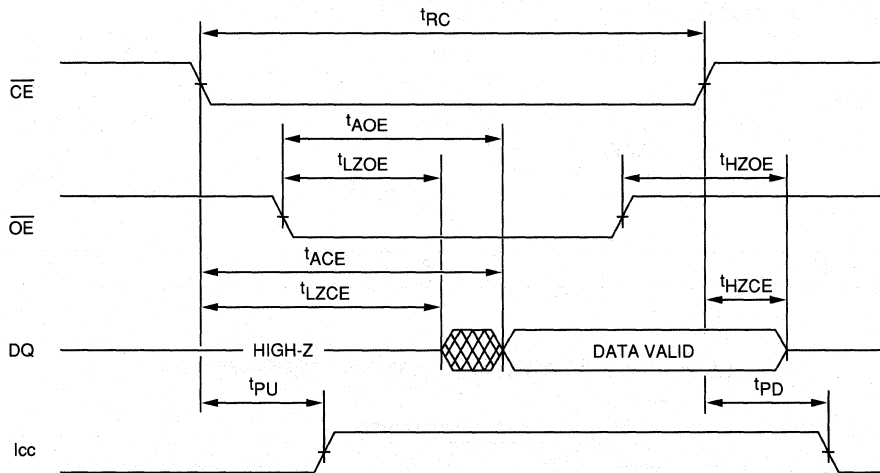 tRC
CE
tAOE
tLZOE
tHZOE
OE
tACE
tLZCE
tHZCE
DQ
HIGH-Z
DATA VALID
tPU
tPD
Icc